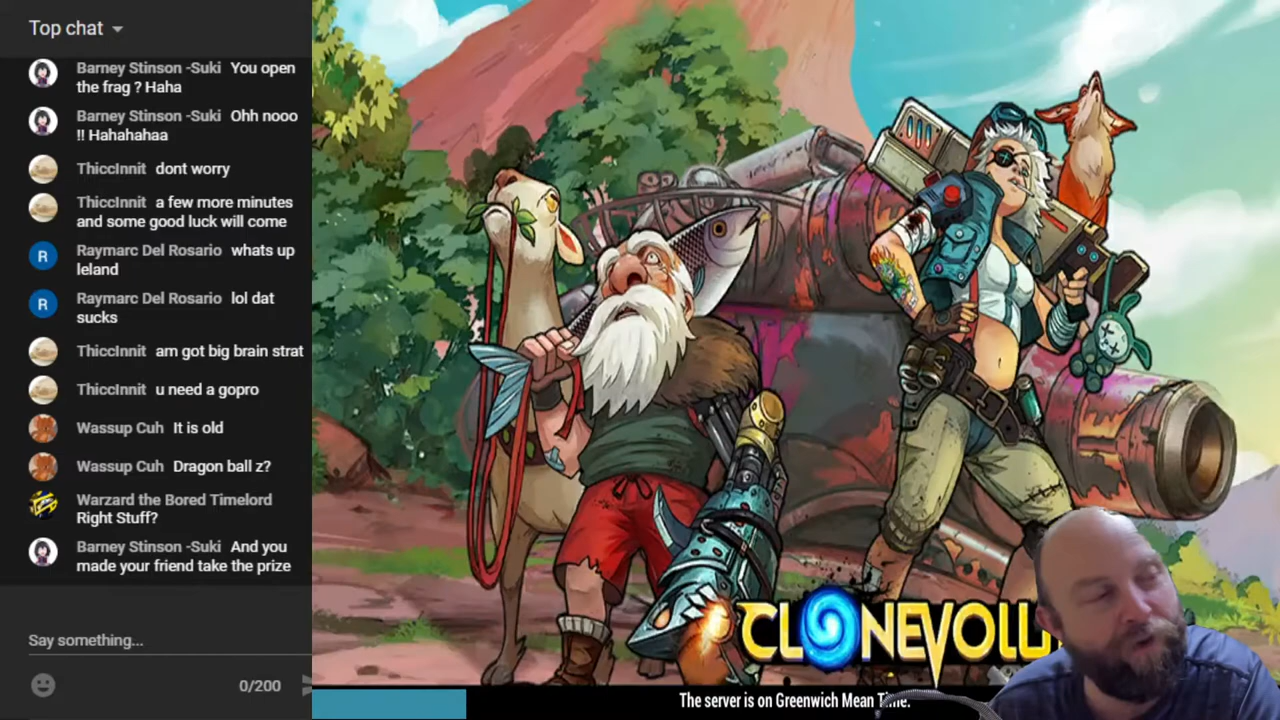 Top chat
Barney Stinson -Suki You open
the frag ? Haha
Barney Stinson -Suki Ohh nooo
!! Hahahahaa
ThiccInnit dont worry
ThiccInnit a few more minutes
and some good luck will come
R Raymarc Del Rosario whats up
leland
R Raymarc Del Rosario lol dat
sucks
ThiccInnit am got big brain strat
ThiccInnit u need a gopro
Wassup Cuh It is old
Wassup Cuh Dragon ball z?
Warzard the Bored Timelord
Right Stuff?
Barney Stinson -Suki And you
made your friend take the prize
Say something...
0/200
CLONEVOLU
The server is on Greenwich Mean Time.